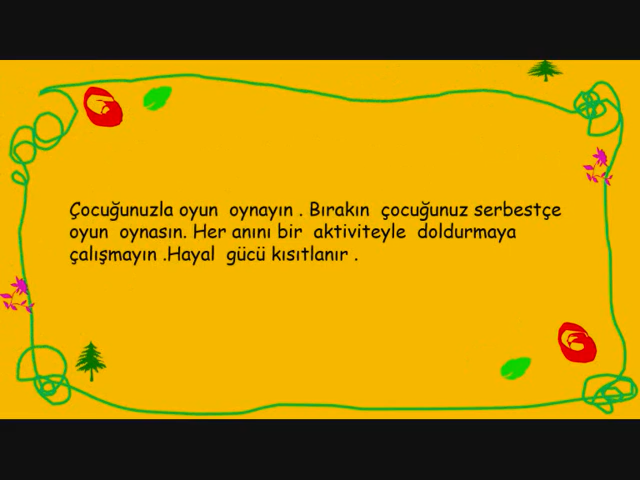 Çocuğunuzla oyun oynayın . Bırakın çocuğunuz serbestçe
oyun oynasın. Her anını bir aktiviteyle doldurmaya
çalışmayın .Hayal gücü kısıtlanır .